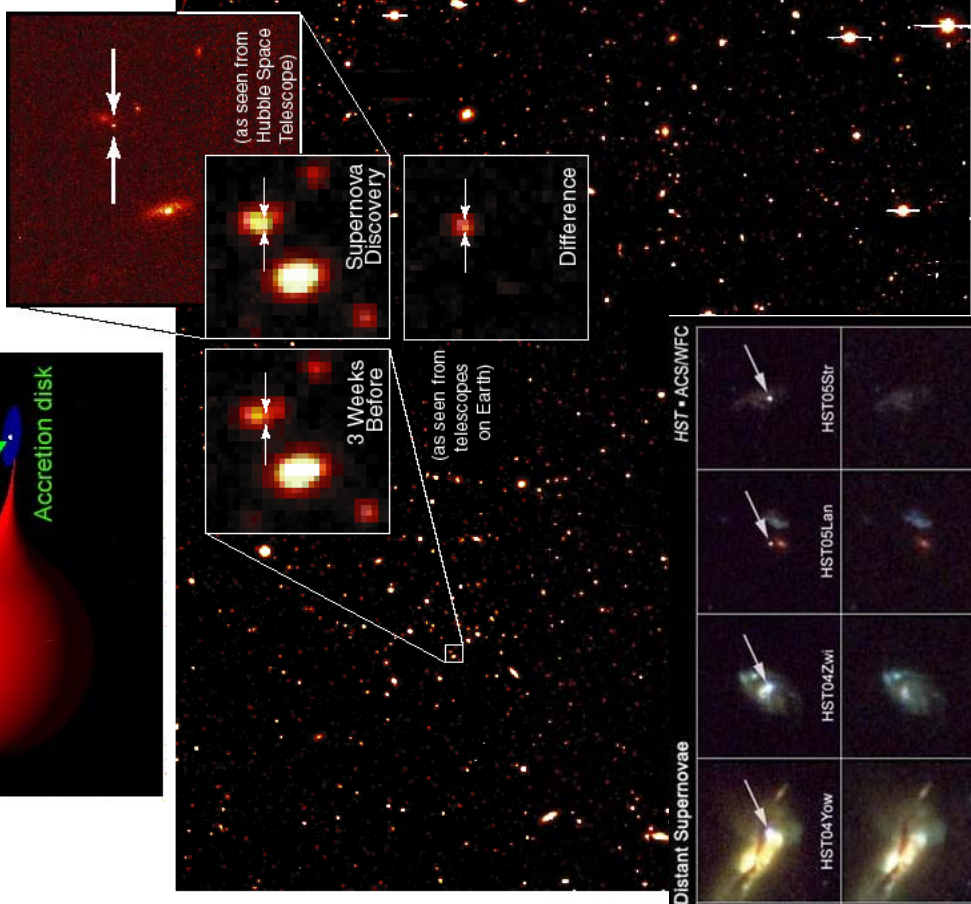 Accretion disk
(as seen from
Hubble Space
Telescope)
3 Weeks
Before
Supernova
Discovery
(as seen from
telescopes
on Earth)
Difference
Distant Supernovae
HST ▪ ACS/WFC
HST04Yow
HST04Zwi
HST05Lan
HST05Str